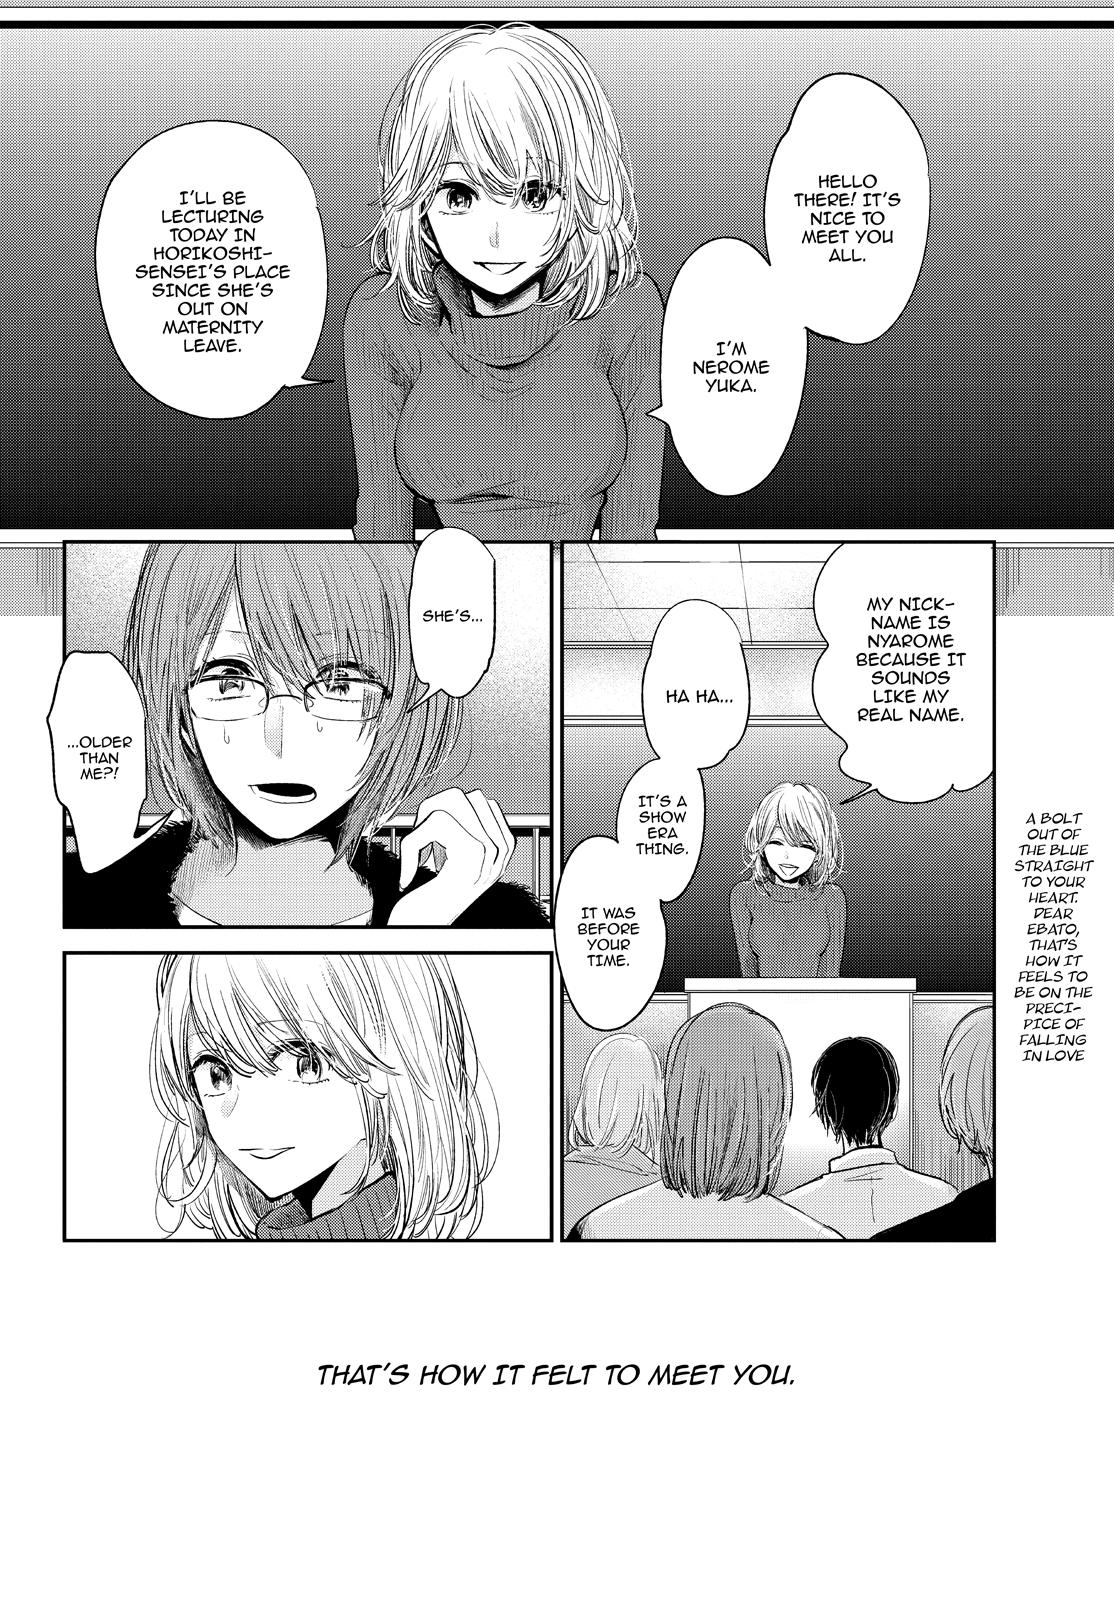 HELLO
THERE! IT'S
NICE TO
MEET YOU
ALL.
I'M
NEROME
YUKA.
I'LL BE
LECTURING
TODAY IN
HORIKOSHI-
SENSEI'S PLACE
SINCE SHE'S
OUT ON
MATERNITY
LEAVE.
MY NICK-
NAME IS
NYAROME
BECAUSE IT
SOUNDS
LIKE MY
REAL NAME.
HA HA...
IT'S A
SHOW
ERA
THING.
IT WAS
BEFORE
YOUR
TIME.
SHE'S...
...OLDER
THAN
ME?!
A BOLT
OUT OF
THE BLUE
STRAIGHT
TO YOUR
HEART.
DEAR
EBATO,
THAT'S
HOW IT
FEELS TO
BE ON THE
PRECI-
PICE OF
FALLING
IN LOVE
THAT'S HOW IT FELT TO MEET YOU.